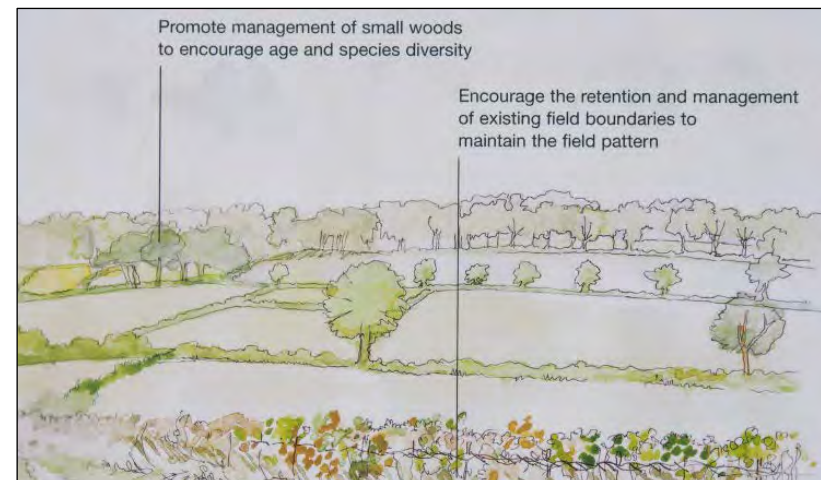 Promote management of small woods
to encourage age and species diversity
Encourage the retention and management
of existing field boundaries to
maintain the field pattern